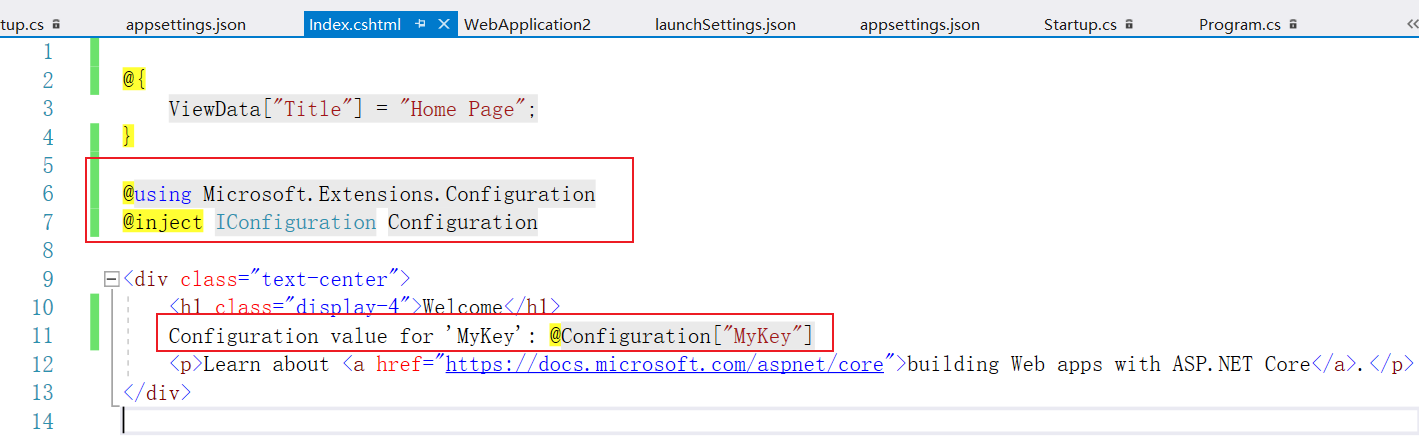 tup.cs appsettings.json Index.cshtml WebApplication2 launchSettings.json appsettings.json Startup.cs Program.cs
1
2 @{
3 ViewData["Title"] = "Home Page";
4 }
5
6 @using Microsoft.Extensions.Configuration
7 @inject IConfiguration Configuration
8
9 <div class="text-center">
10 <h1 class="display-4">Welcome</h1>
11 Configuration value for 'MyKey': @Configuration["MyKey"]
12 <p>Learn about <a href="https://docs.microsoft.com/aspnet/core">building Web apps with ASP.NET Core</a>.</p>
13 </div>
14